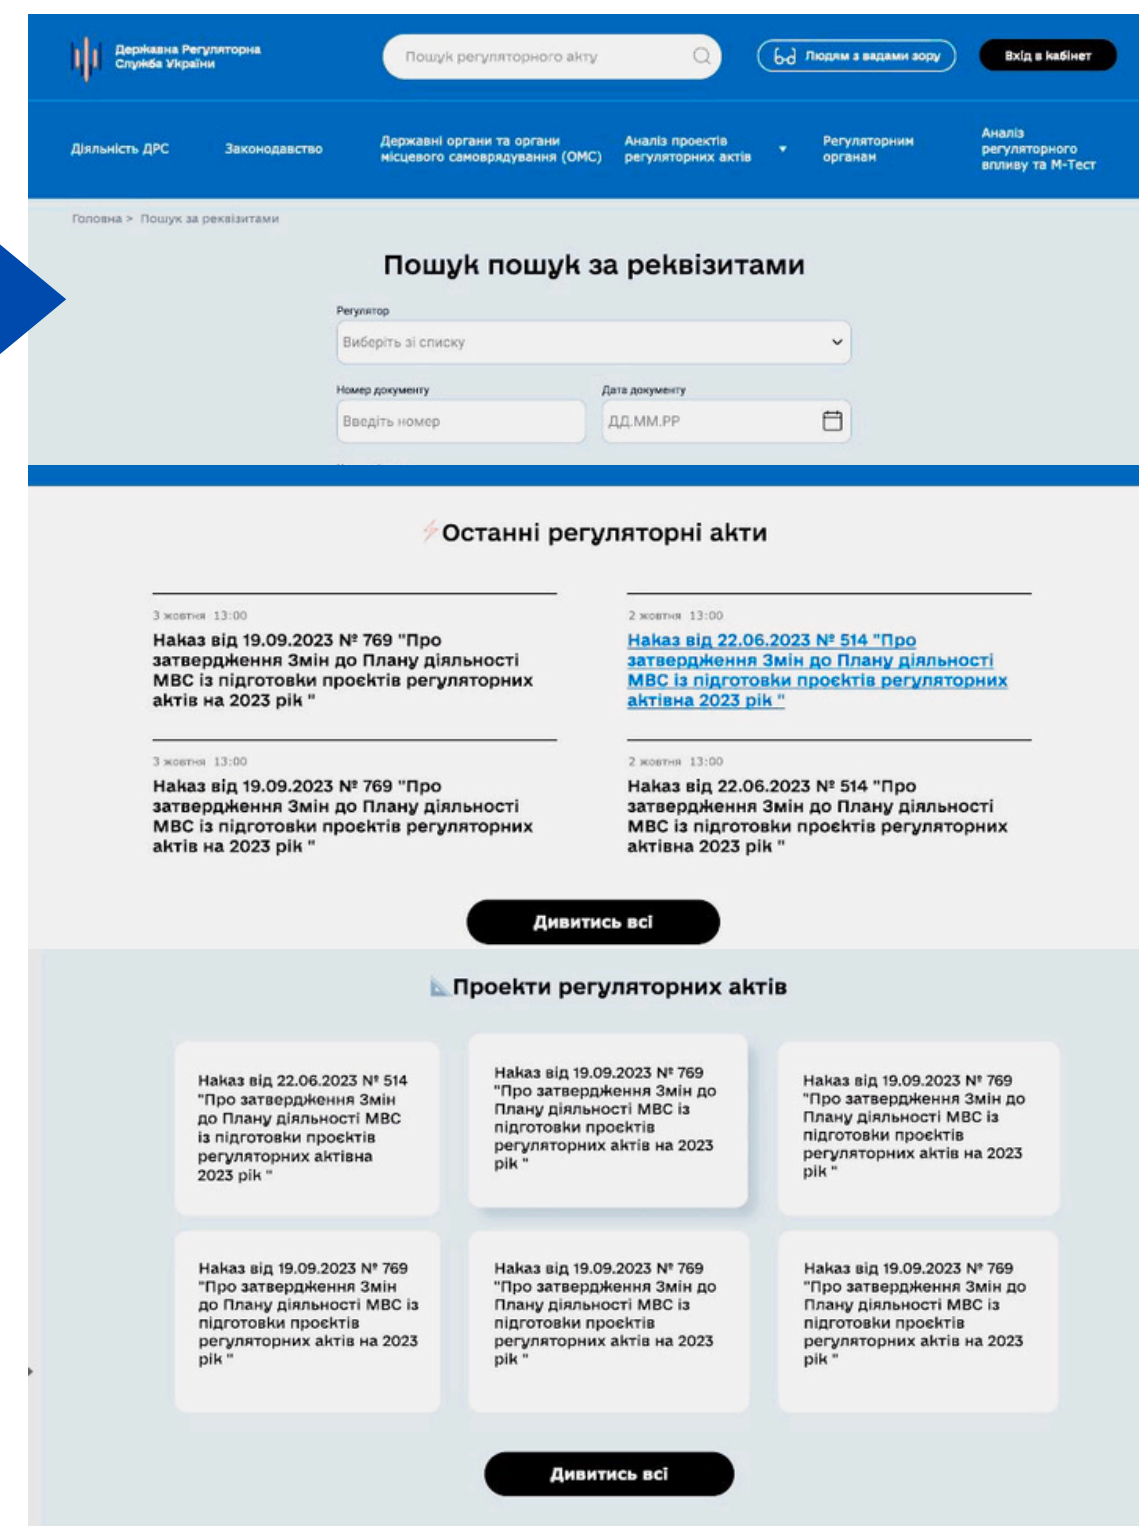 Державна Регуляторна
Служба України
Пошук регуляторного акту
Людям з вадами зору
Вхід в кабінет
Діяльність ДРС
Законодавство
Державні органи та органи
місцевого самоврядування (ОМС)
Аналіз проектів
регуляторних актів
Регуляторним
органам
Аналіз
регуляторного
впливу та М-Тест
Головна > Пошук за реквізитами
Пошук пошук за реквізитами
Регулятор
Виберіть зі списку
Номер документу
Дата документу
Введіть номер
ДД.ММ.РР
Останні регуляторні акти
3 жовтня 13:00
Наказ від 19.09.2023 № 769 "Про
затвердження Змін до Плану діяльності
МВС із підготовки проєктів регуляторних
актів на 2023 рік "
2 жовтня 13:00
Наказ від 22.06.2023 № 514 "Про
затвердження Змін до Плану діяльності
МВС із підготовки проєктів регуляторних
актівна 2023 рік "
3 жовтня 13:00
Наказ від 19.09.2023 № 769 "Про
затвердження Змін до Плану діяльності
МВС із підготовки проєктів регуляторних
актів на 2023 рік "
2 жовтня 13:00
Наказ від 22.06.2023 № 514 "Про
затвердження Змін до Плану діяльності
МВС із підготовки проєктів регуляторних
актівна 2023 рік "
Дивитись всі
Проекти регуляторних актів
Наказ від 22.06.2023 № 514
"Про затвердження Змін
до Плану діяльності МВС
із підготовки проєктів
регуляторних актівна
2023 рік "
Наказ від 19.09.2023 № 769
"Про затвердження Змін до
Плану діяльності МВС із
підготовки проєктів
регуляторних актів на 2023
рік "
Наказ від 19.09.2023 № 769
"Про затвердження Змін до
Плану діяльності МВС із
підготовки проєктів
регуляторних актів на 2023
рік "
Наказ від 19.09.2023 № 769
"Про затвердження Змін
до Плану діяльності МВС із
підготовки проєктів
регуляторних актів на 2023
рік "
Наказ від 19.09.2023 № 769
"Про затвердження Змін до
Плану діяльності МВС із
підготовки проєктів
регуляторних актів на 2023
рік "
Наказ від 19.09.2023 № 769
"Про затвердження Змін до
Плану діяльності МВС із
підготовки проєктів
регуляторних актів на 2023
рік "
Дивитись всі